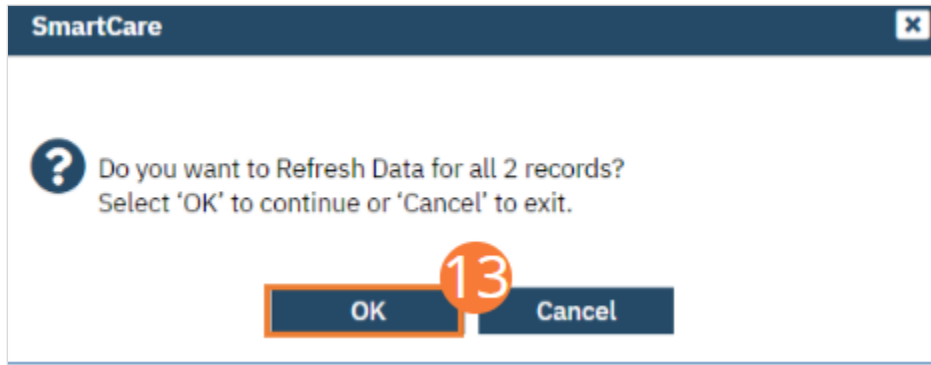 SmartCare
Do you want to Refresh Data for all 2 records?
Select ‘OK’ to continue or ‘Cancel’ to exit.
13
OK
Cancel